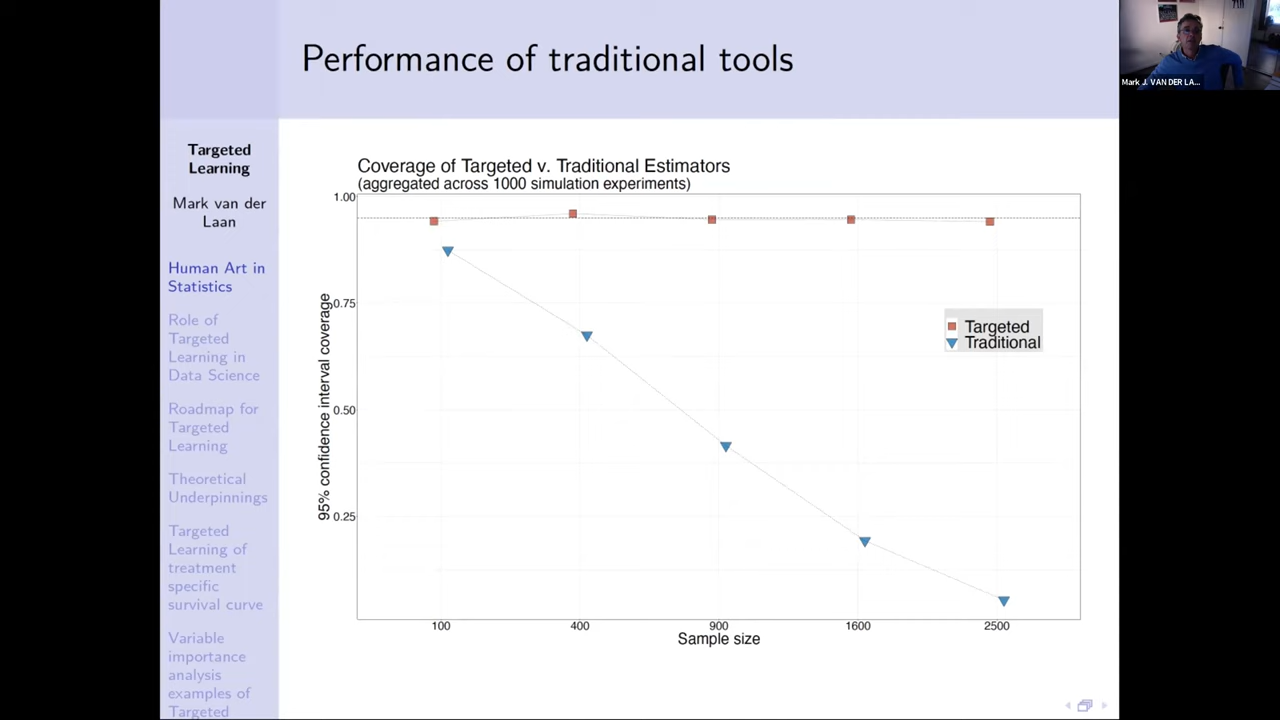 Performance of traditional tools
Mark J. VAN DER LA...
Targeted
Learning
Mark van der
Laan
Human Art in
Statistics
Role of
Targeted
Learning in
Data Science
Roadmap for
Targeted
Learning
Theoretical
Underpinnings
Targeted
Learning of
treatment
specific
survival curve
Variable
importance
analysis
examples of
Targeted
Coverage of Targeted v. Traditional Estimators
(aggregated across 1000 simulation experiments)
1.00
0.75
0.50
0.25
95% confidence interval coverage
Targeted
Traditional
100 400 900 1600 2500
Sample size